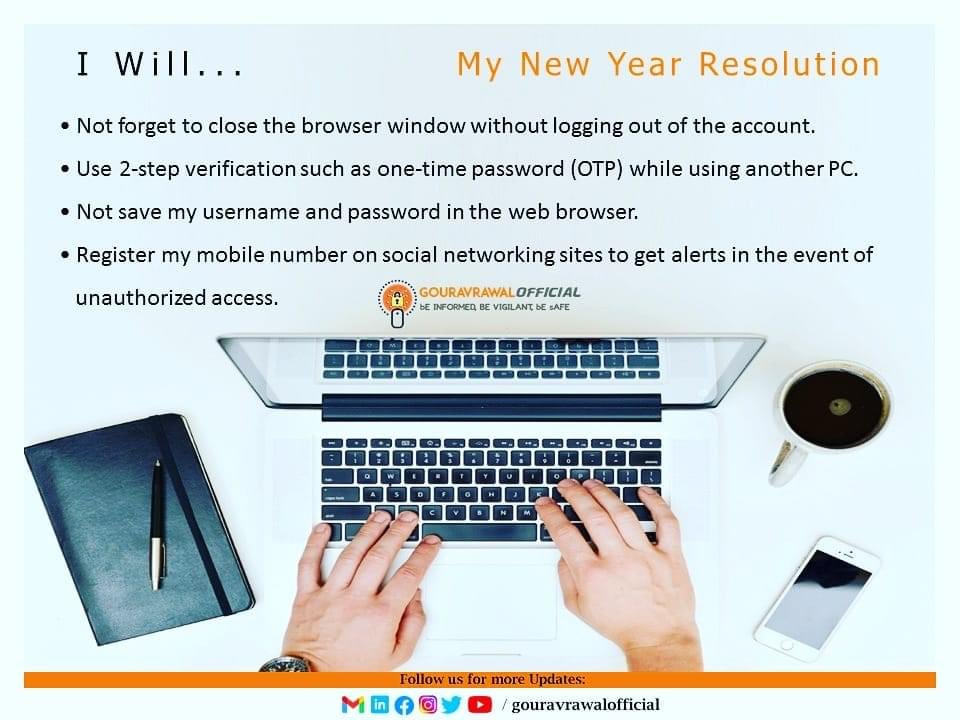 I Will...
My New Year Resolution
• Not forget to close the browser window without logging out of the account.
• Use 2-step verification such as one-time password (OTP) while using another PC.
• Not save my username and password in the web browser.
• Register my mobile number on social networking sites to get alerts in the event of
unauthorized access.
GOURAVRAWALOFFICIAL
bE INFORMED, BE VIGILANT, bE sAFE
Follow us for more Updates:
/ gouravrawalofficial